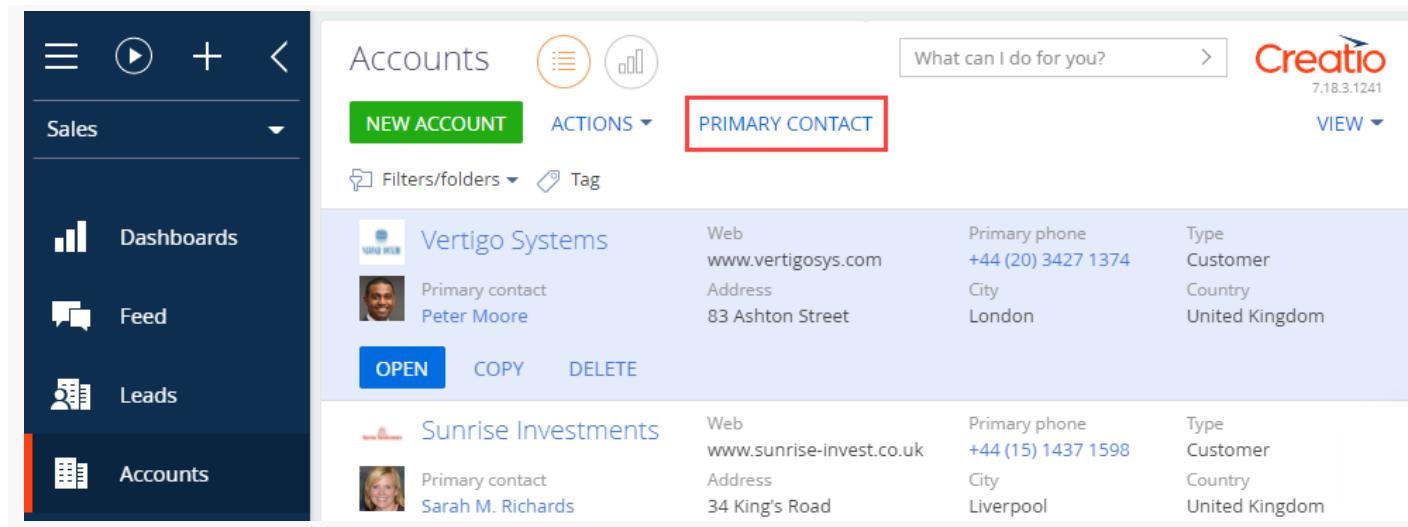 Accounts
What can I do for you?
Creatio
7.18.3.1241
Sales
NEW ACCOUNT ACTIONS PRIMARY CONTACT VIEW
Filters/folders Tag
Dashboards
Feed
Leads
Accounts
Vertigo Systems
Web
www.vertigosys.com
Primary phone
+44 (20) 3427 1374
Type
Customer
Primary contact
Peter Moore
Address
83 Ashton Street
City
London
Country
United Kingdom
OPEN COPY DELETE
Sunrise Investments
Web
www.sunrise-invest.co.uk
Primary phone
+44 (15) 1437 1598
Type
Customer
Primary contact
Sarah M. Richards
Address
34 King's Road
City
Liverpool
Country
United Kingdom